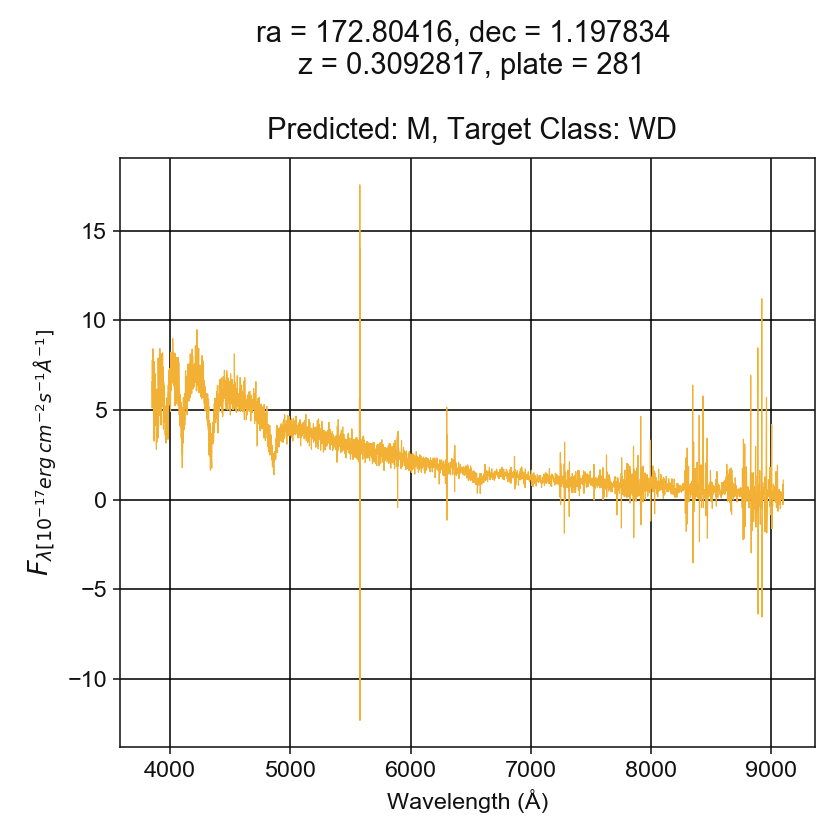 ra = 172.80416, dec = 1.197834
z = 0.3092817, plate = 281
Predicted: M, Target Class: WD
15
10
5
0
−5
−10
F_λ[10^{−17} erg cm^{−2} s^{−1} Å^{−1}]
4000 5000 6000 7000 8000 9000
Wavelength (Å)